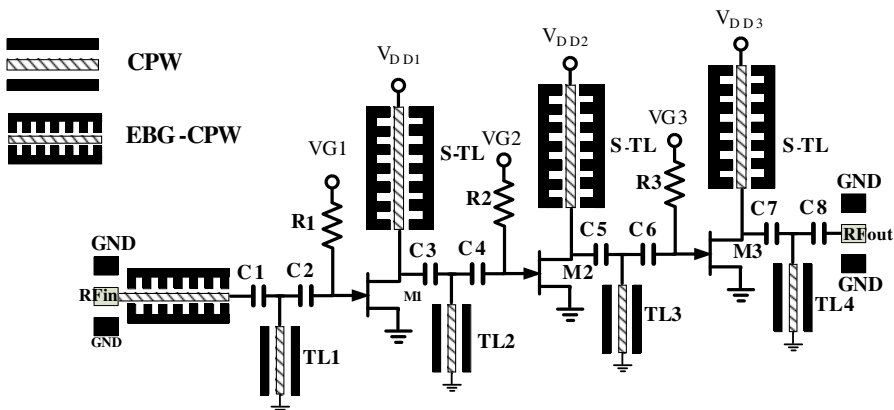 CPW
EBG-CPW
VDD1
VDD2
VDD3
VG1
VG2
VG3
S-TL
S-TL
S-TL
R1
R2
R3
GND
RFin
GND
C1
C2
C3
C4
C5
C6
C7
C8
M1
M2
M3
TL1
TL2
TL3
TL4
GND
RFout
GND